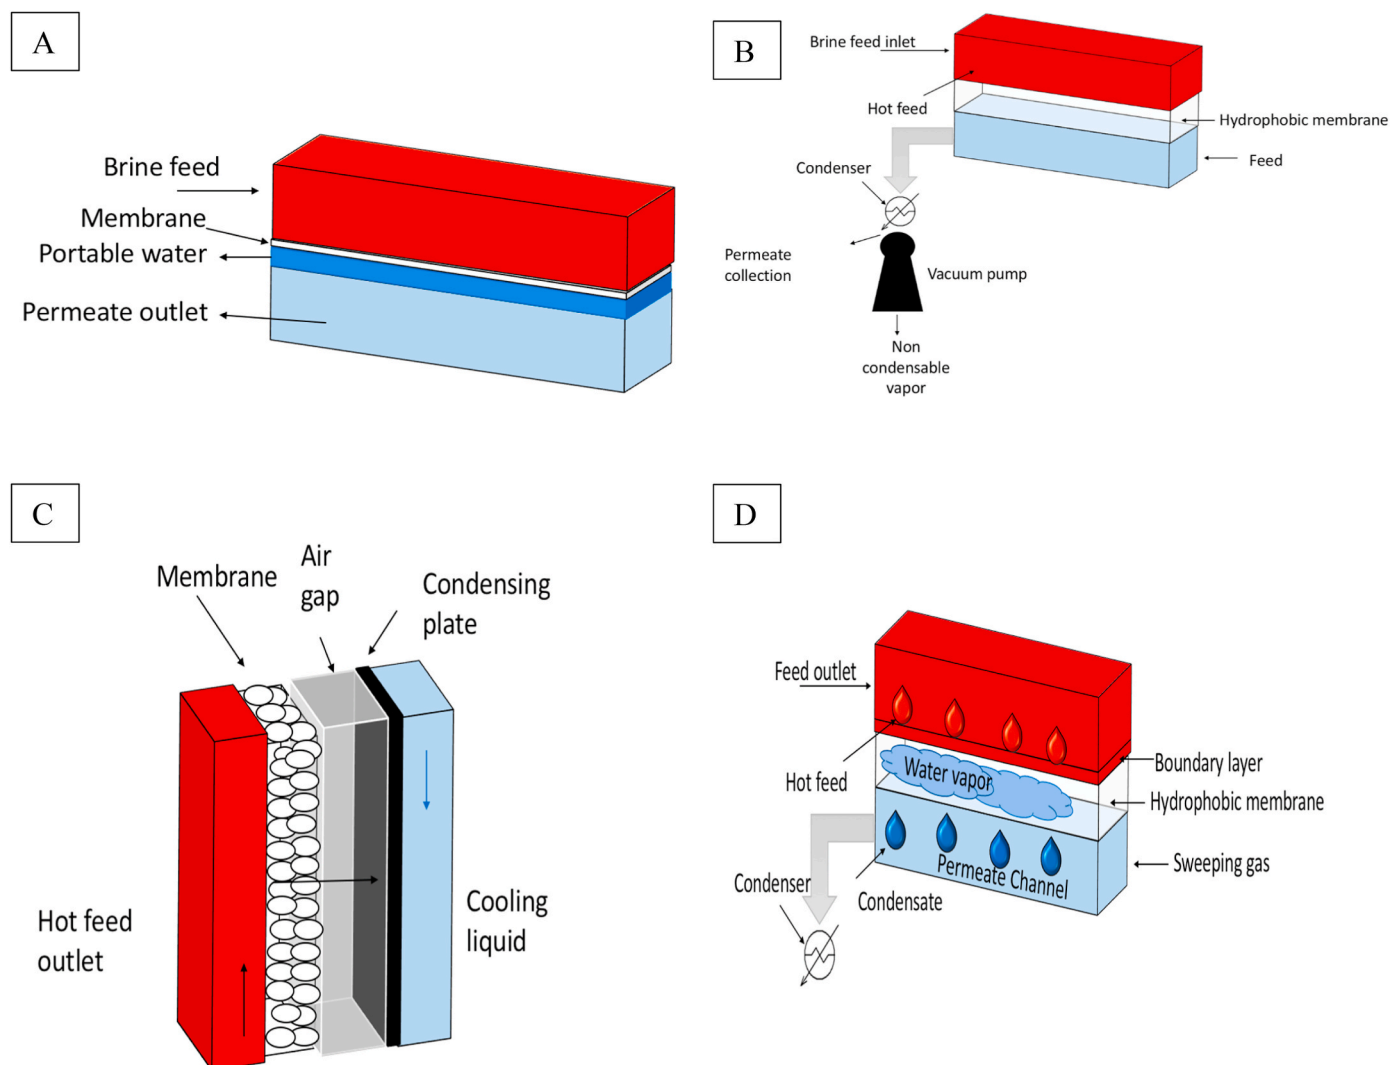 A
Brine feed
Membrane
Portable water
Permeate outlet
B
Brine feed inlet
Hot feed
Hydrophobic membrane
Feed
Condenser
Permeate
collection
Vacuum pump
Non
condensable
vapor
C
Membrane
Air
gap
Condensing
plate
Hot feed
outlet
Cooling
liquid
D
Feed outlet
Hot feed
Water vapor
Boundary layer
Hydrophobic membrane
Sweeping gas
Permeate Channel
Condenser
Condensate